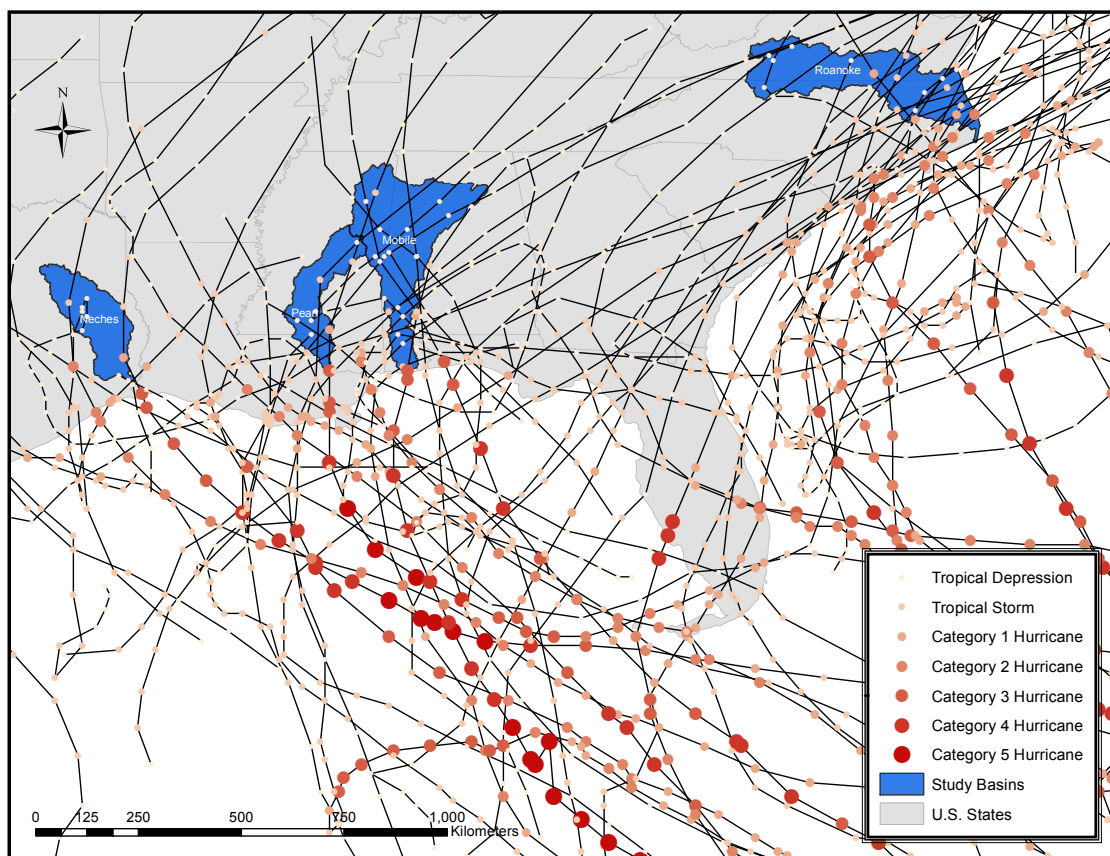 N
Roanoke
Mobile
Pearl
Neches
Tropical Depression
Tropical Storm
Category 1 Hurricane
Category 2 Hurricane
Category 3 Hurricane
Category 4 Hurricane
Category 5 Hurricane
Study Basins
U.S. States
0 125 250 500 750 1,000
Kilometers